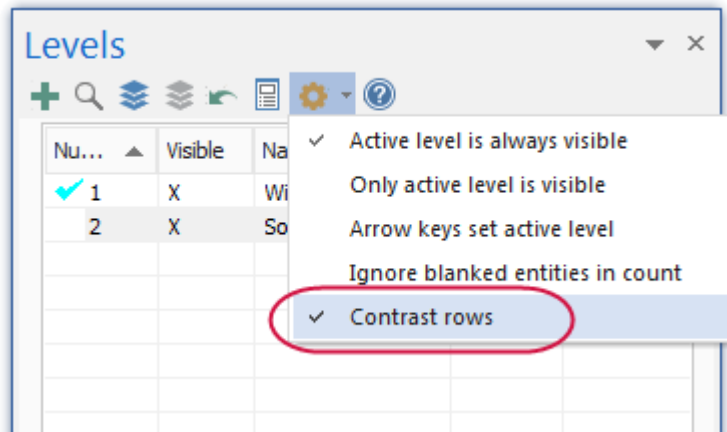 Levels
Nu... Visible Na
1 X Wi
2 X So
Active level is always visible
Only active level is visible
Arrow keys set active level
Ignore blanked entities in count
Contrast rows